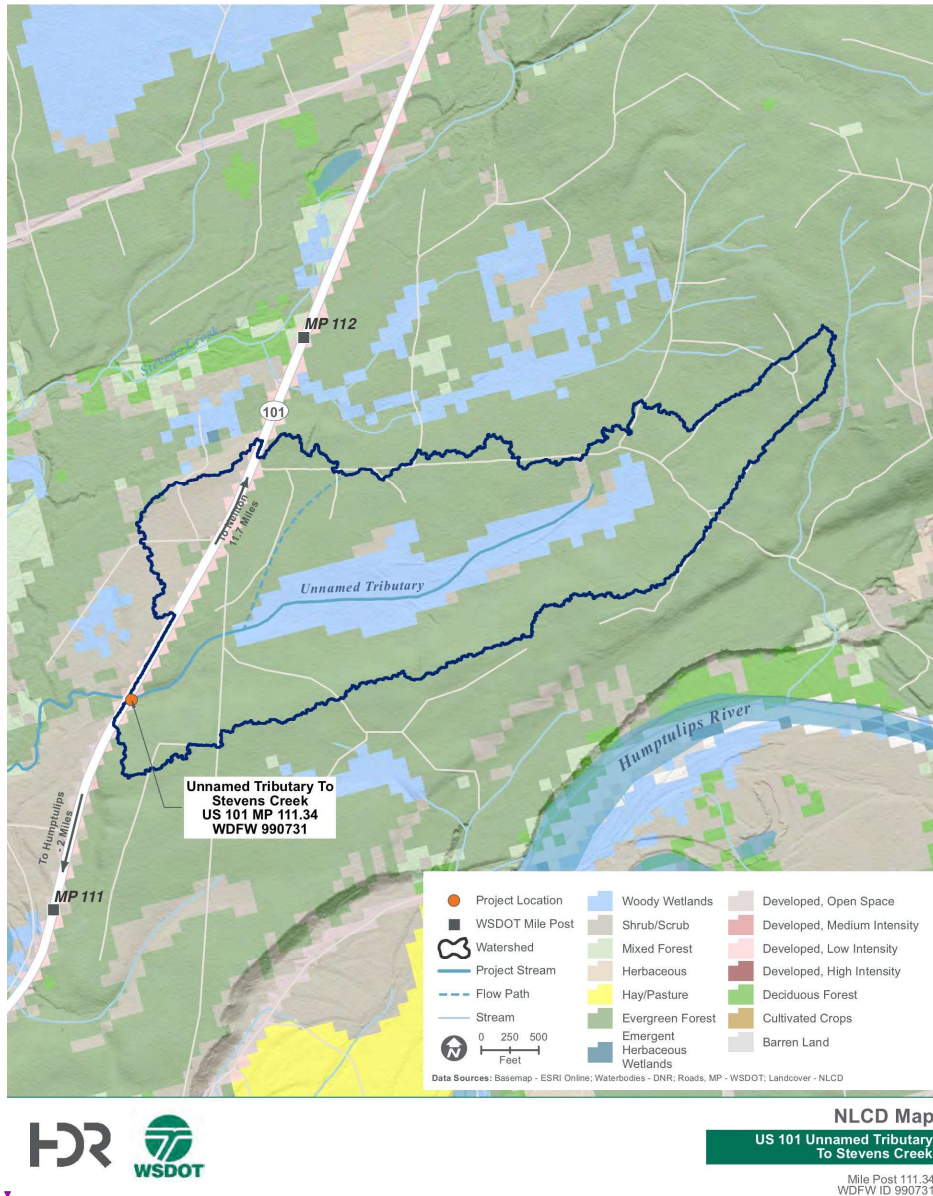 Stevens Creek
MP 112
101
To Neilton
11.7 Miles
Unnamed Tributary
Humptulips River
Unnamed Tributary To
Stevens Creek
US 101 MP 111.34
WDFW 990731
To Humptulips
- 2 Miles
MP 111
Project Location
WSDOT Mile Post
Watershed
Project Stream
Flow Path
Stream
N
0 250 500
Feet
Woody Wetlands
Shrub/Scrub
Mixed Forest
Herbaceous
Hay/Pasture
Evergreen Forest
Emergent
Herbaceous
Wetlands
Developed, Open Space
Developed, Medium Intensity
Developed, Low Intensity
Developed, High Intensity
Deciduous Forest
Cultivated Crops
Barren Land
Data Sources: Basemap - ESRI Online; Waterbodies - DNR; Roads, MP - WSDOT; Landcover - NLCD
HDR
WSDOT
NLCD Map
US 101 Unnamed Tributary
To Stevens Creek
Mile Post 111.34
WDFW ID 990731